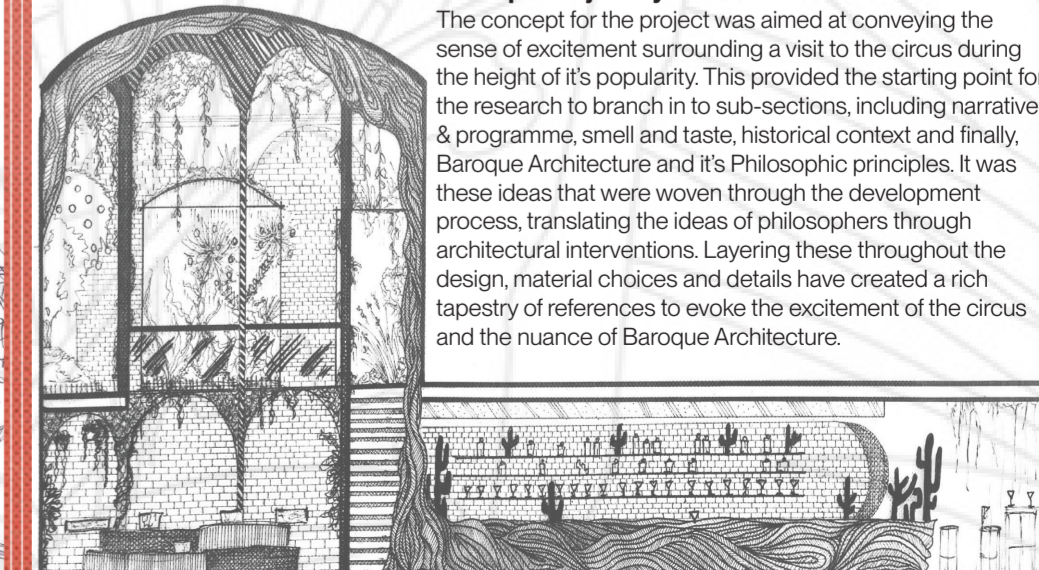 The concept for the project was aimed at conveying the
sense of excitement surrounding a visit to the circus during
the height of it's popularity. This provided the starting point for
the research to branch in to sub-sections, including narrative
& programme, smell and taste, historical context and finally,
Baroque Architecture and it's Philosophic principles. It was
these ideas that were woven through the development
process, translating the ideas of philosophers through
architectural interventions. Layering these throughout the
design, material choices and details have created a rich
tapestry of references to evoke the excitement of the circus
and the nuance of Baroque Architecture.